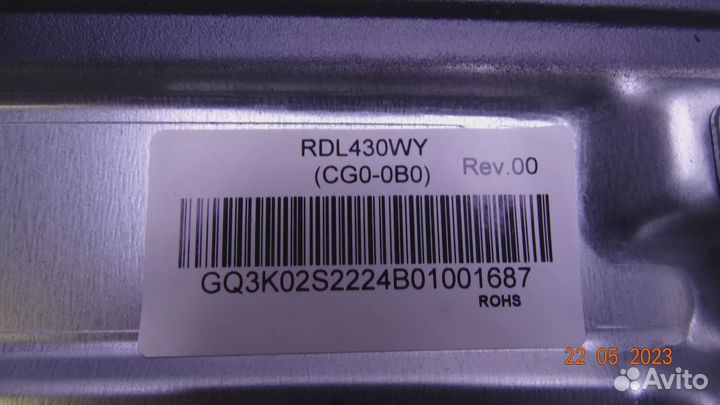 RDL430WY
(CG0-0B0) Rev.00
GQ3K02S2224B01001687
ROHS
22 05 2023
Avito